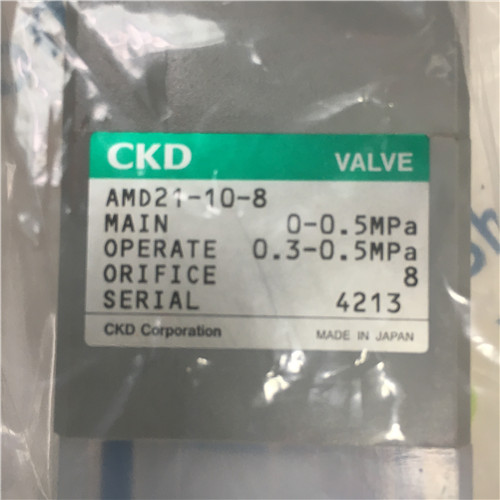 CKD VALVE
AMD21-10-8
MAIN 0-0.5MPa
OPERATE 0.3-0.5MPa
ORIFICE 8
SERIAL 4213
CKD Corporation MADE IN JAPAN